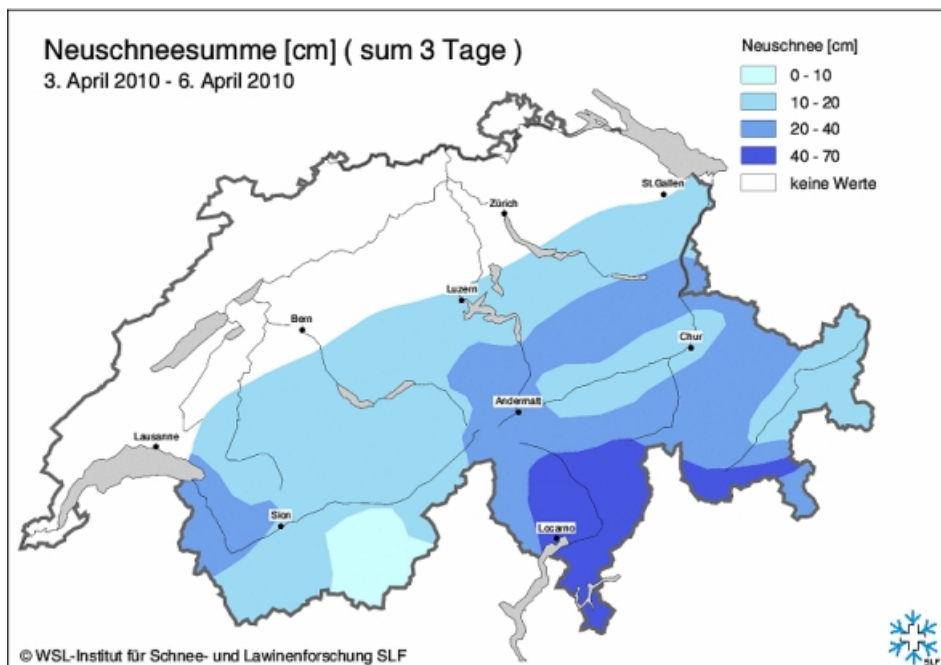 Neuschneesumme [cm] ( sum 3 Tage )
3. April 2010 - 6. April 2010
Neuschnee [cm]
0 - 10
10 - 20
20 - 40
40 - 70
keine Werte
St.Gallen
Zürich
Luzern
Bern
Chur
Andermatt
Lausanne
Sion
Locarno
© WSL-Institut für Schnee- und Lawinenforschung SLF
SLF